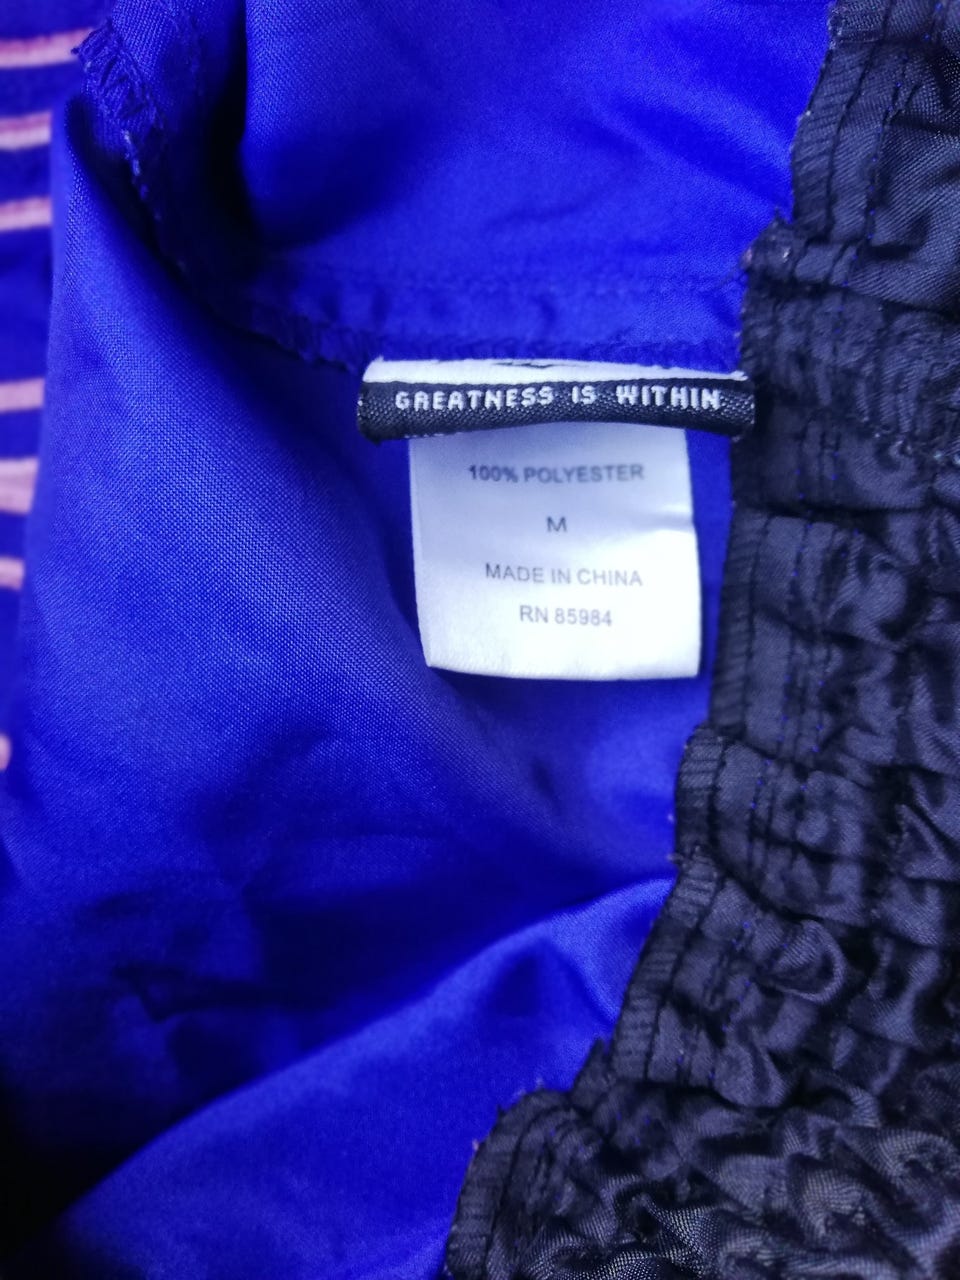 GREATNESS IS WITHIN
100% POLYESTER
M
MADE IN CHINA
RN 85984